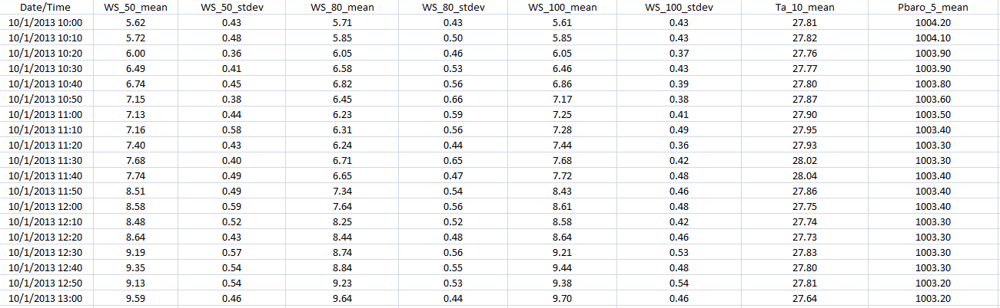 Date/Time WS_50_mean WS_50_stdev WS_80_mean WS_80_stdev WS_100_mean WS_100_stdev Ta_10_mean Pbaro_5_mean
10/1/2013 10:00 5.62 0.43 5.71 0.43 5.61 0.43 27.81 1004.20
10/1/2013 10:10 5.72 0.48 5.85 0.50 5.85 0.43 27.82 1004.10
10/1/2013 10:20 6.00 0.36 6.05 0.46 6.05 0.37 27.76 1003.90
10/1/2013 10:30 6.49 0.41 6.58 0.53 6.46 0.43 27.77 1003.90
10/1/2013 10:40 6.74 0.45 6.82 0.56 6.86 0.39 27.80 1003.80
10/1/2013 10:50 7.15 0.38 6.45 0.66 7.17 0.38 27.87 1003.60
10/1/2013 11:00 7.13 0.44 6.23 0.59 7.25 0.41 27.90 1003.50
10/1/2013 11:10 7.16 0.58 6.31 0.56 7.28 0.49 27.95 1003.40
10/1/2013 11:20 7.40 0.43 6.24 0.44 7.44 0.36 27.93 1003.30
10/1/2013 11:30 7.68 0.40 6.71 0.65 7.68 0.42 28.02 1003.30
10/1/2013 11:40 7.74 0.49 6.65 0.47 7.72 0.48 28.04 1003.40
10/1/2013 11:50 8.51 0.49 7.34 0.54 8.43 0.46 27.86 1003.40
10/1/2013 12:00 8.58 0.59 7.64 0.56 8.61 0.48 27.75 1003.40
10/1/2013 12:10 8.48 0.52 8.25 0.52 8.58 0.42 27.74 1003.30
10/1/2013 12:20 8.64 0.43 8.44 0.48 8.64 0.46 27.73 1003.30
10/1/2013 12:30 9.19 0.57 8.74 0.56 9.21 0.53 27.83 1003.30
10/1/2013 12:40 9.35 0.54 8.84 0.55 9.44 0.48 27.80 1003.30
10/1/2013 12:50 9.13 0.54 9.23 0.53 9.38 0.54 27.81 1003.20
10/1/2013 13:00 9.59 0.46 9.64 0.44 9.70 0.46 27.64 1003.20